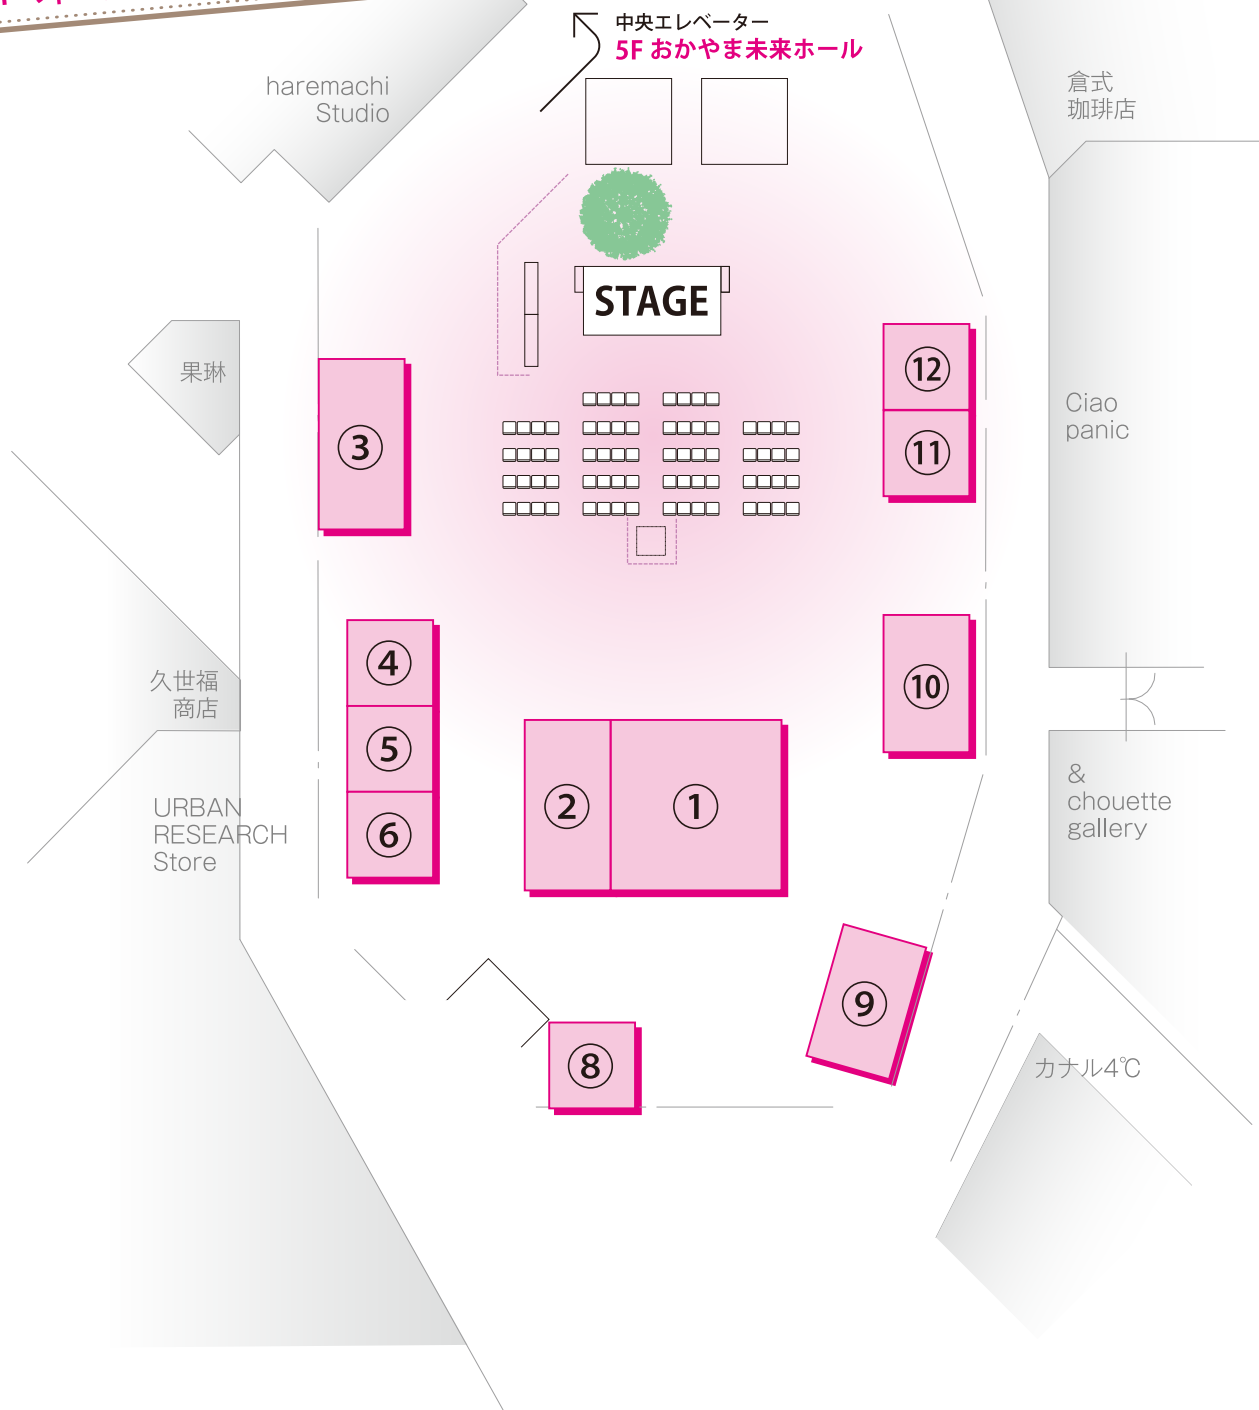 中央エレベーター
5F おかやま未来ホール
haremachi
Studio
倉式
珈琲店
STAGE
果琳
Ciao
panic
③
⑫
⑪
④
⑤
⑥
久世福
商店
⑩
②
①
URBAN
RESEARCH
Store
&
chouette
gallery
⑨
⑧
カナル4℃